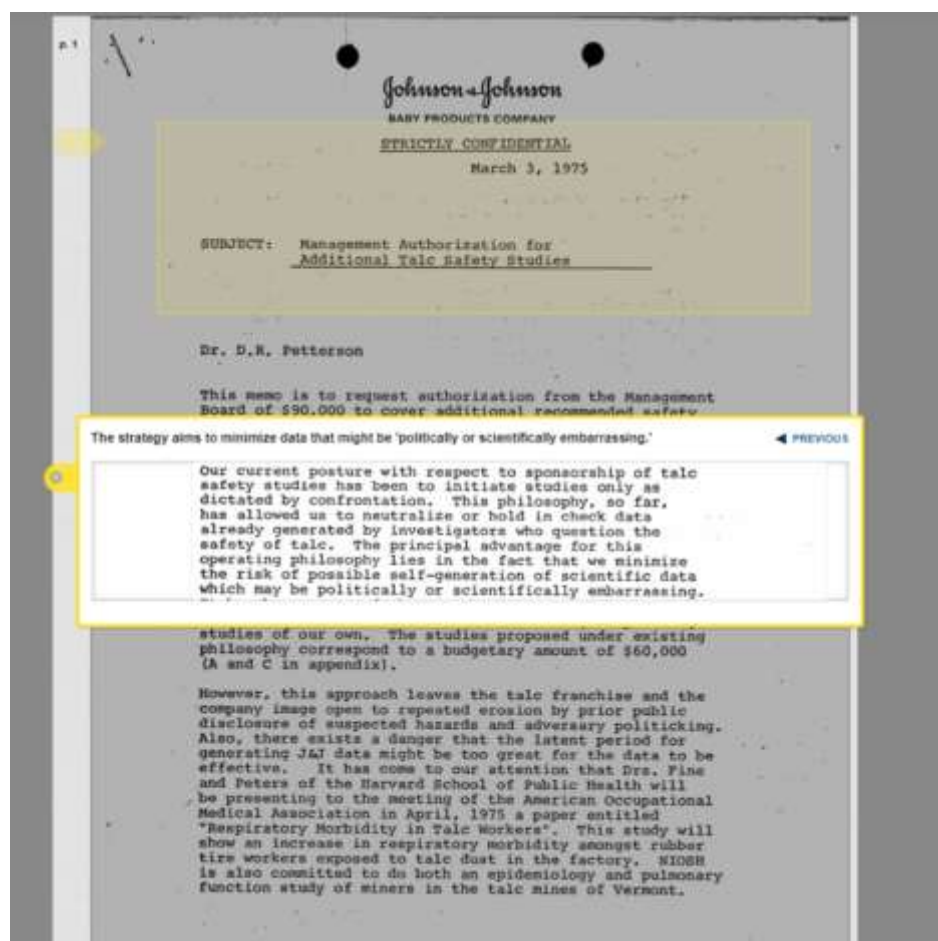 p. 1
Johnson & Johnson
BABY PRODUCTS COMPANY
STRICTLY CONFIDENTIAL
March 3, 1975
SUBJECT: Management Authorization for
Additional Talc Safety Studies
Dr. D.R. Petterson
This memo is to request authorization from the Management
Board of $90.000 to cover additional recommended safety
The strategy aims to minimize data that might be 'politically or scientifically embarrassing.'
◀ PREVIOUS
Our current posture with respect to sponsorship of talc
safety studies has been to initiate studies only as
dictated by confrontation. This philosophy, so far,
has allowed us to neutralize or hold in check data
already generated by investigators who question the
safety of talc. The principal advantage for this
operating philosophy lies in the fact that we minimize
the risk of possible self-generation of scientific data
which may be politically or scientifically embarrassing.
studies of our own. The studies proposed under existing
philosophy correspond to a budgetary amount of $60,000
(A and C in appendix).
However, this approach leaves the talc franchise and the
company image open to repeated erosion by prior public
disclosure of suspected hazards and adversary politicking.
Also, there exists a danger that the latent period for
generating J&J data might be too great for the data to be
effective. It has come to our attention that Drs. Fine
and Peters of the Harvard School of Public Health will
be presenting to the meeting of the American Occupational
Medical Association in April, 1975 a paper entitled
"Respiratory Morbidity in Talc Workers". This study will
show an increase in respiratory morbidity amongst rubber
tire workers exposed to talc dust in the factory. NIOSH
is also committed to do both an epidemiology and pulmonary
function study of miners in the talc mines of Vermont.